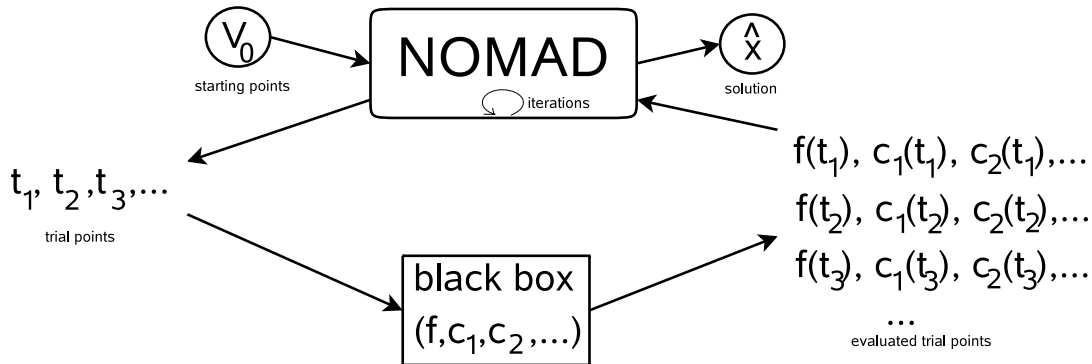 V₀
starting points
NOMAD
iterations
x̂
solution
t₁, t₂ ,t₃,...
trial points
black box
(f,c₁,c₂ ,...)
f(t₁), c₁(t₁), c₂(t₁),...
f(t₂), c₁(t₂), c₂(t₂),...
f(t₃), c₁(t₃), c₂(t₃),...
...
evaluated trial points